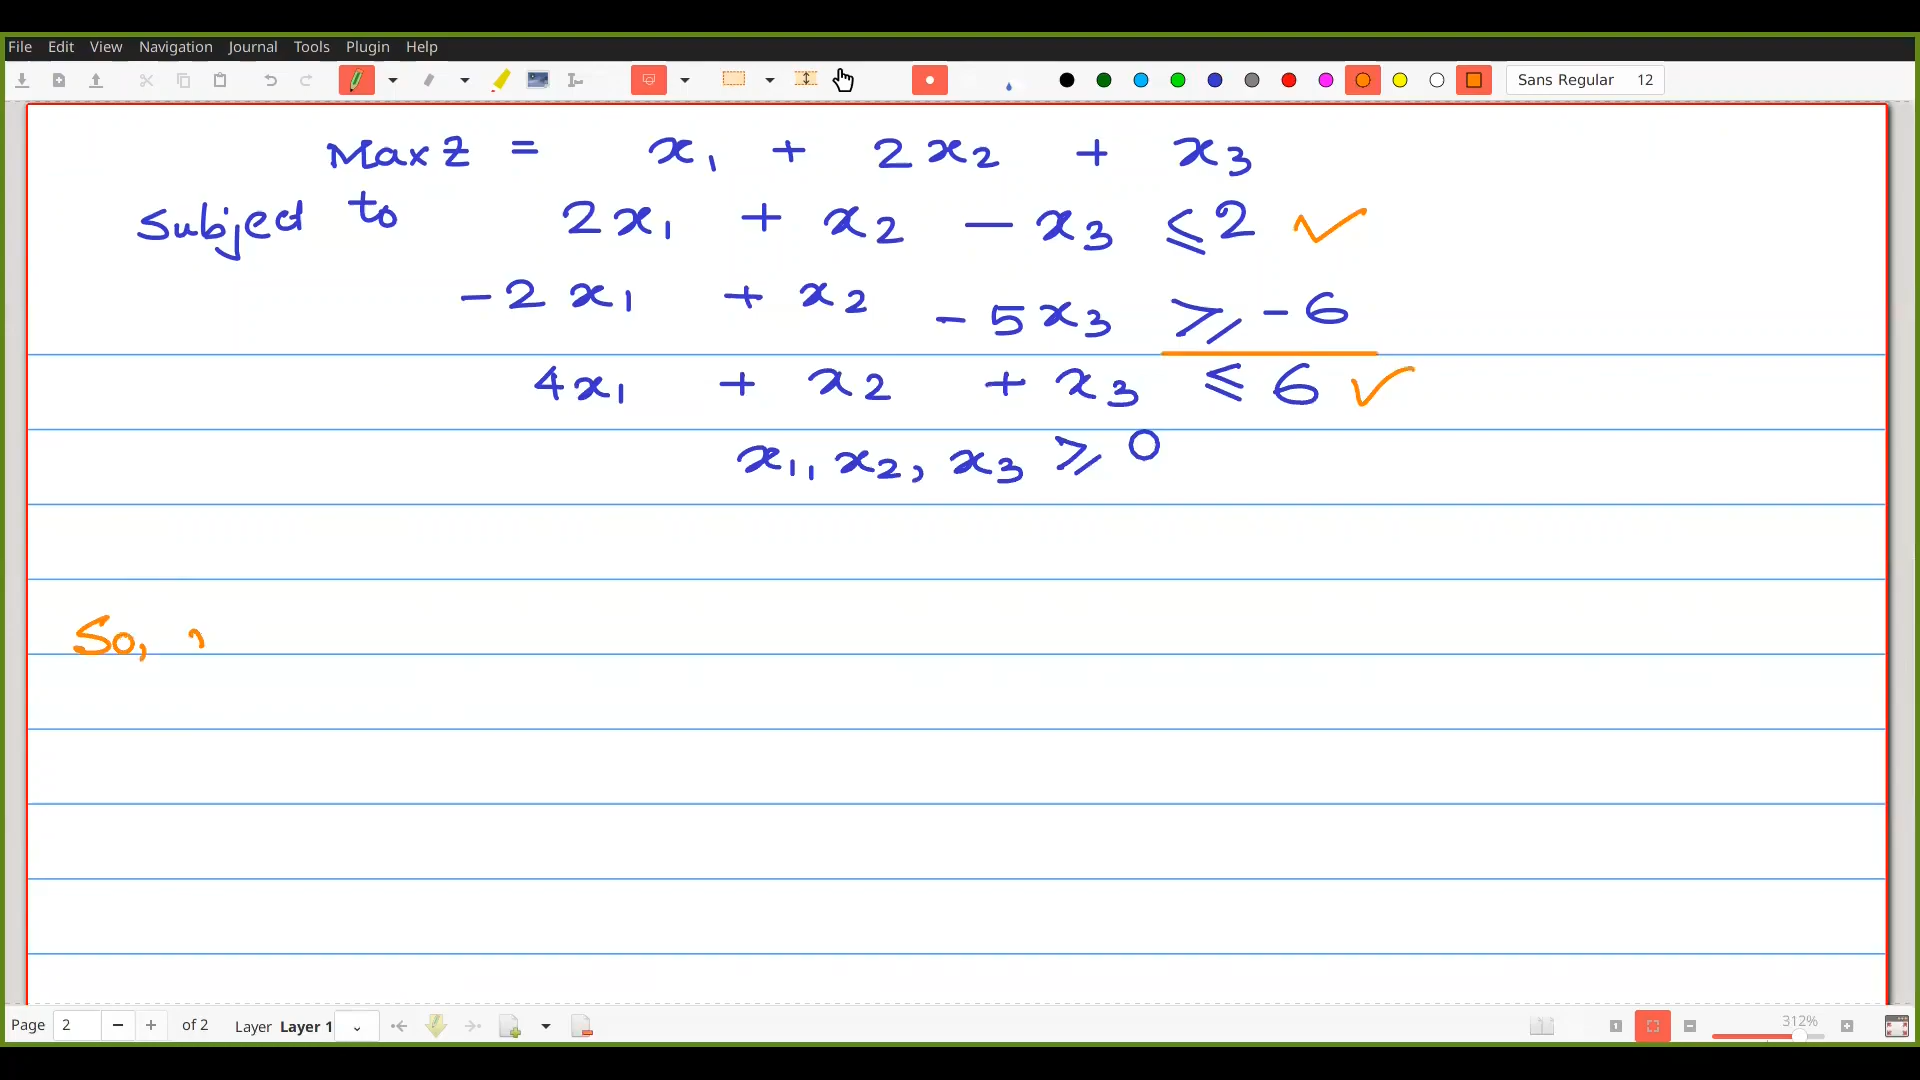 File Edit View Navigation Journal Tools Plugin Help
Sans Regular 12
Max Z = x₁ + 2x₂ + x₃
Subject to 2x₁ + x₂ - x₃ ≤ 2 ✓
-2x₁ + x₂ - 5x₃ ≥ -6
4x₁ + x₂ + x₃ ≤ 6 ✓
x₁, x₂, x₃ ≥ 0
So,
Page 2 of 2 Layer Layer 1 312%